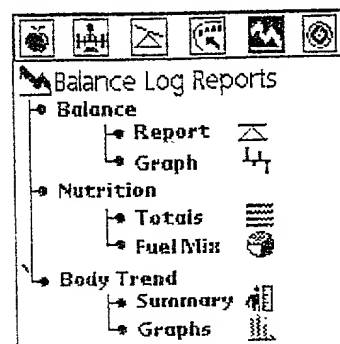 Balance Log Reports
Balance
Report
Graph
Nutrition
Totals
Fuel Mix
Body Trend
Summary
Graphs